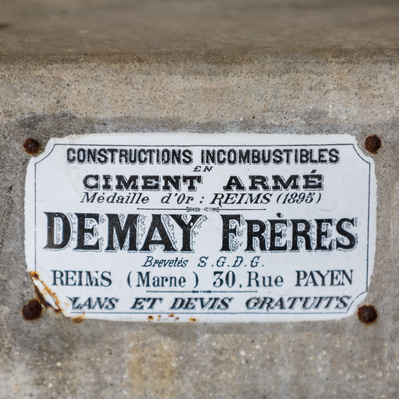 CONSTRUCTIONS INCOMBUSTIBLES
EN
CIMENT ARMÉ
Médaille d'Or : REIMS (1895)
DEMAY FRÈRES
Brevetés S.G.D.G.
REIMS (Marne) 30, Rue PAYEN
LANS ET DEVIS GRATUITS